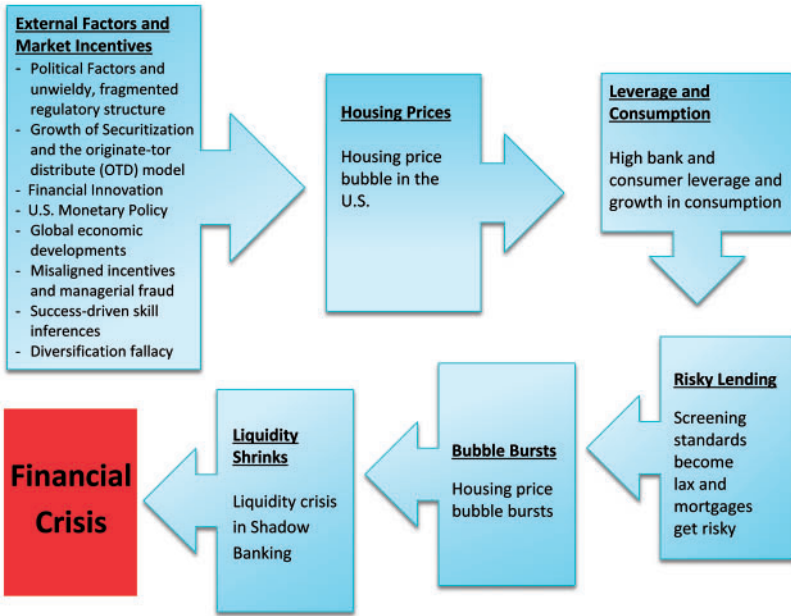 External Factors and
Market Incentives
- Political Factors and
unwieldy, fragmented
regulatory structure
- Growth of Securitization
and the originate-tor
distribute (OTD) model
- Financial Innovation
- U.S. Monetary Policy
- Global economic
developments
- Misaligned incentives
and managerial fraud
- Success-driven skill
inferences
- Diversification fallacy
Housing Prices
Housing price
bubble in the
U.S.
Leverage and
Consumption
High bank and
consumer leverage and
growth in consumption
Risky Lending
Screening
standards
become
lax and
mortgages
get risky
Bubble Bursts
Housing price
bubble bursts
Liquidity
Shrinks
Liquidity crisis
in Shadow
Banking
Financial
Crisis